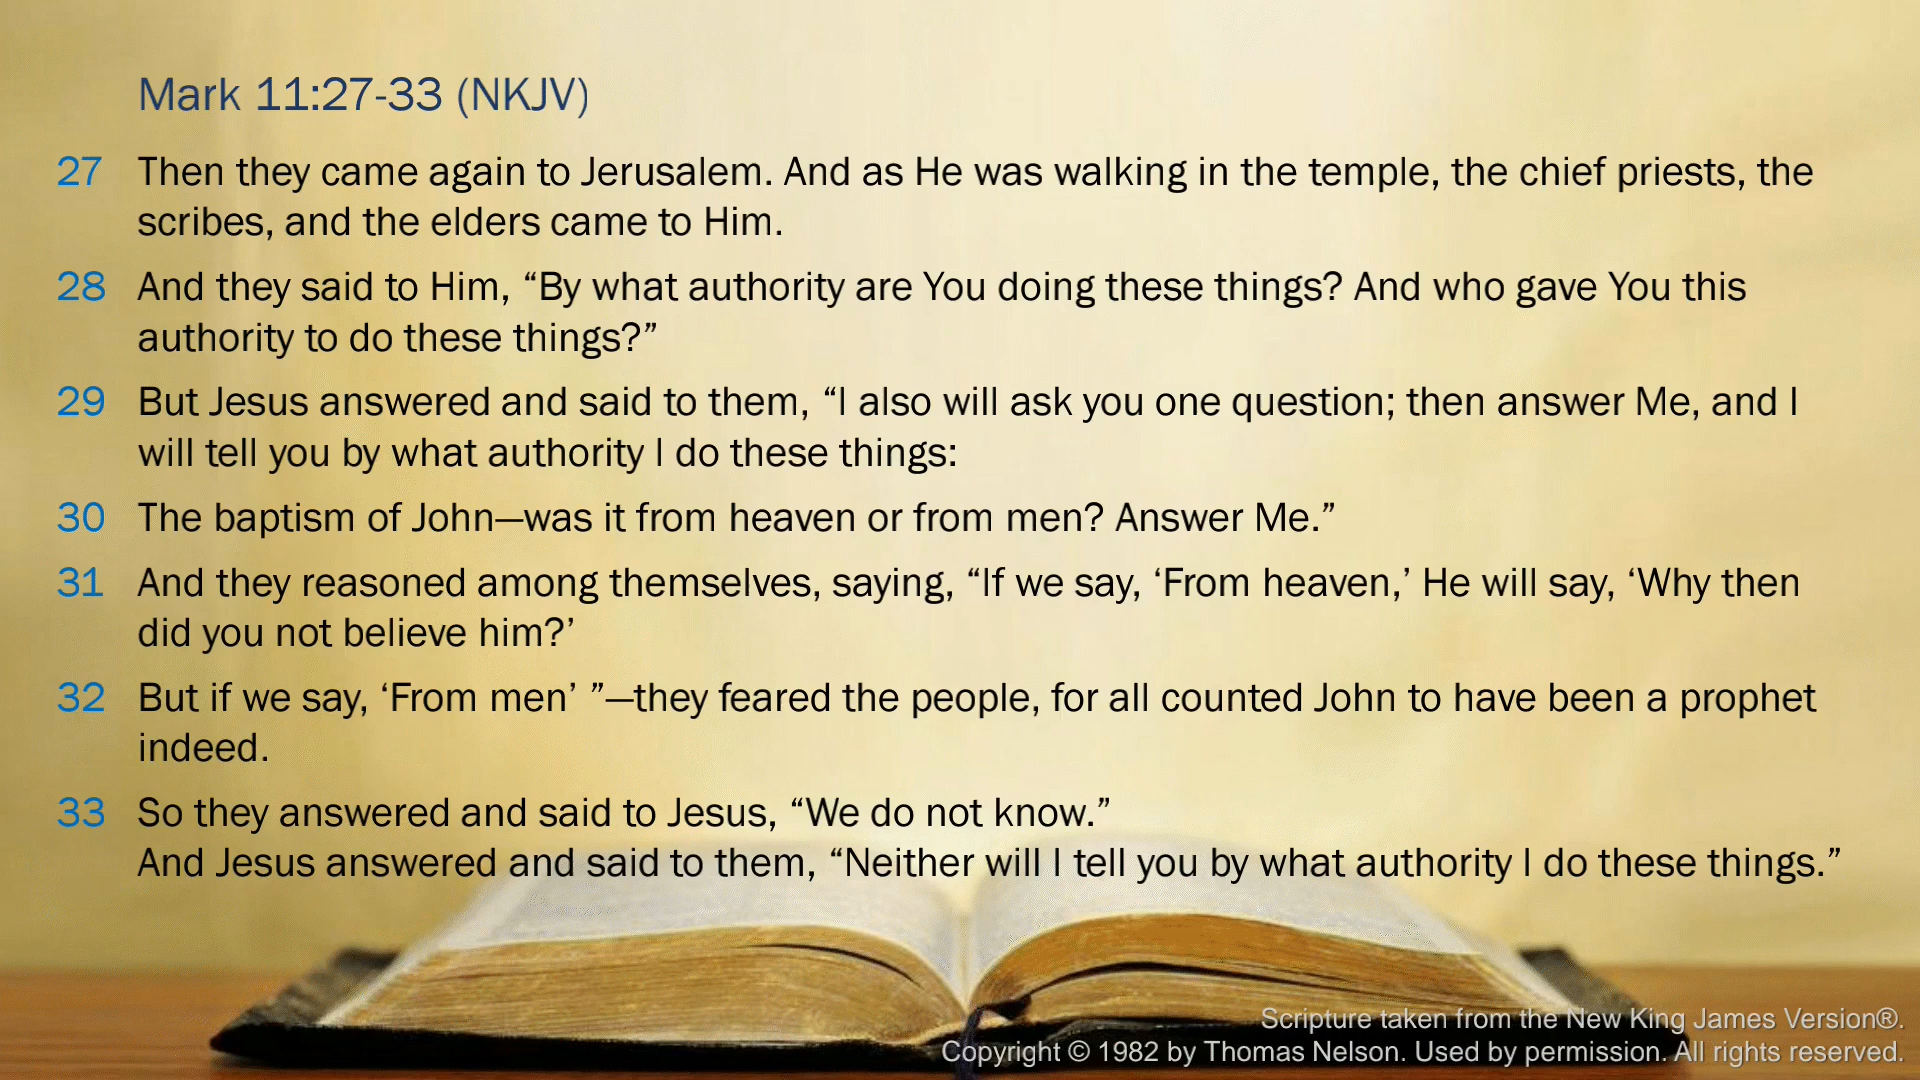 Mark 11:27-33 (NKJV)
27 Then they came again to Jerusalem. And as He was walking in the temple, the chief priests, the
scribes, and the elders came to Him.
28 And they said to Him, “By what authority are You doing these things? And who gave You this
authority to do these things?”
29 But Jesus answered and said to them, “I also will ask you one question; then answer Me, and I
will tell you by what authority I do these things:
30 The baptism of John—was it from heaven or from men? Answer Me.”
31 And they reasoned among themselves, saying, “If we say, ‘From heaven,’ He will say, ‘Why then
did you not believe him?’
32 But if we say, ‘From men’ ”—they feared the people, for all counted John to have been a prophet
indeed.
33 So they answered and said to Jesus, “We do not know.”
And Jesus answered and said to them, “Neither will I tell you by what authority I do these things.”
Scripture taken from the New King James Version®.
Copyright © 1982 by Thomas Nelson. Used by permission. All rights reserved.